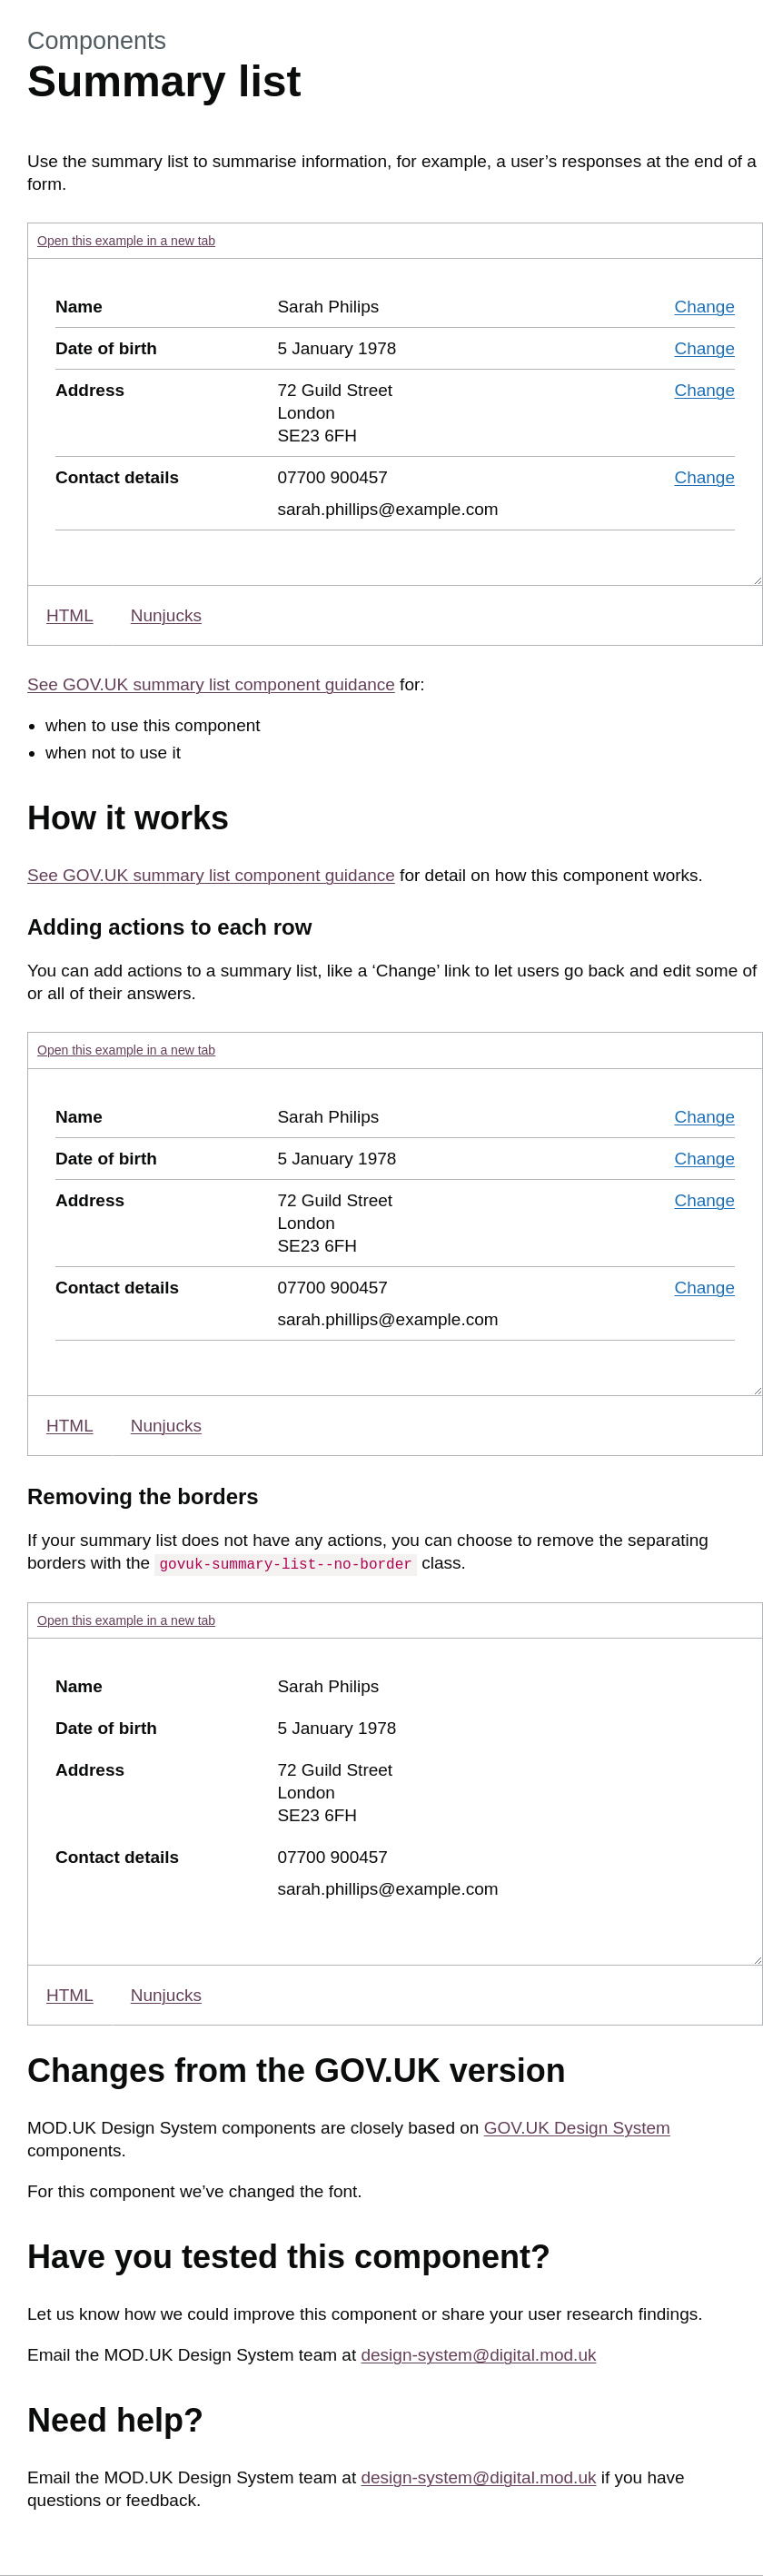 Components
Summary list
Use the summary list to summarise information, for example, a user’s responses at the end of a
form.
Open this example in a new tab
Name Sarah Philips Change
Date of birth 5 January 1978 Change
Address 72 Guild Street Change
London
SE23 6FH
Contact details 07700 900457 Change
sarah.phillips@example.com
HTML Nunjucks
See GOV.UK summary list component guidance for:
• when to use this component
• when not to use it
How it works
See GOV.UK summary list component guidance for detail on how this component works.
Adding actions to each row
You can add actions to a summary list, like a ‘Change’ link to let users go back and edit some of
or all of their answers.
Open this example in a new tab
Name Sarah Philips Change
Date of birth 5 January 1978 Change
Address 72 Guild Street Change
London
SE23 6FH
Contact details 07700 900457 Change
sarah.phillips@example.com
HTML Nunjucks
Removing the borders
If your summary list does not have any actions, you can choose to remove the separating
borders with the govuk-summary-list--no-border class.
Open this example in a new tab
Name Sarah Philips
Date of birth 5 January 1978
Address 72 Guild Street
London
SE23 6FH
Contact details 07700 900457
sarah.phillips@example.com
HTML Nunjucks
Changes from the GOV.UK version
MOD.UK Design System components are closely based on GOV.UK Design System
components.
For this component we’ve changed the font.
Have you tested this component?
Let us know how we could improve this component or share your user research findings.
Email the MOD.UK Design System team at design-system@digital.mod.uk
Need help?
Email the MOD.UK Design System team at design-system@digital.mod.uk if you have
questions or feedback.